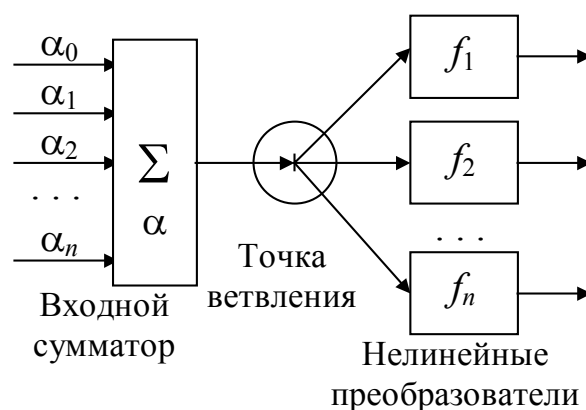 α0
α1
α2
. . .
αn
Σ
α
Входной
сумматор
Точка
ветвления
f1
f2
. . .
fn
Нелинейные
преобразователи